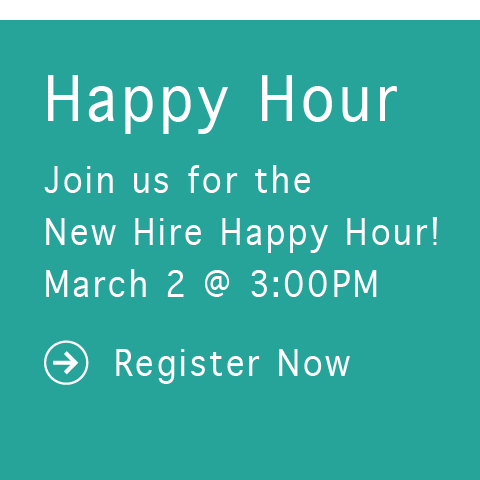 Happy Hour
Join us for the
New Hire Happy Hour!
March 2 @ 3:00PM
Register Now